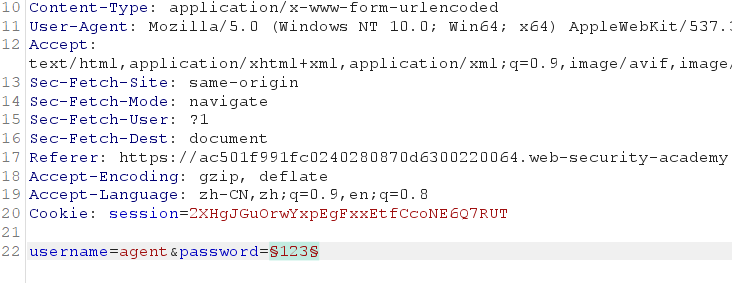 10 Content-Type: application/x-www-form-urlencoded
11 User-Agent: Mozilla/5.0 (Windows NT 10.0; Win64; x64) AppleWebKit/537.3
12 Accept:
text/html,application/xhtml+xml,application/xml;q=0.9,image/avif,image/
13 Sec-Fetch-Site: same-origin
14 Sec-Fetch-Mode: navigate
15 Sec-Fetch-User: ?1
16 Sec-Fetch-Dest: document
17 Referer: https://ac501f991fc0240280870d6300220064.web-security-academy
18 Accept-Encoding: gzip, deflate
19 Accept-Language: zh-CN,zh;q=0.9,en;q=0.8
20 Cookie: session=2XHgJGuOrwYxpEgFxxEtfCcoNE6Q7RUT
21
22 username=agent&password=§123§